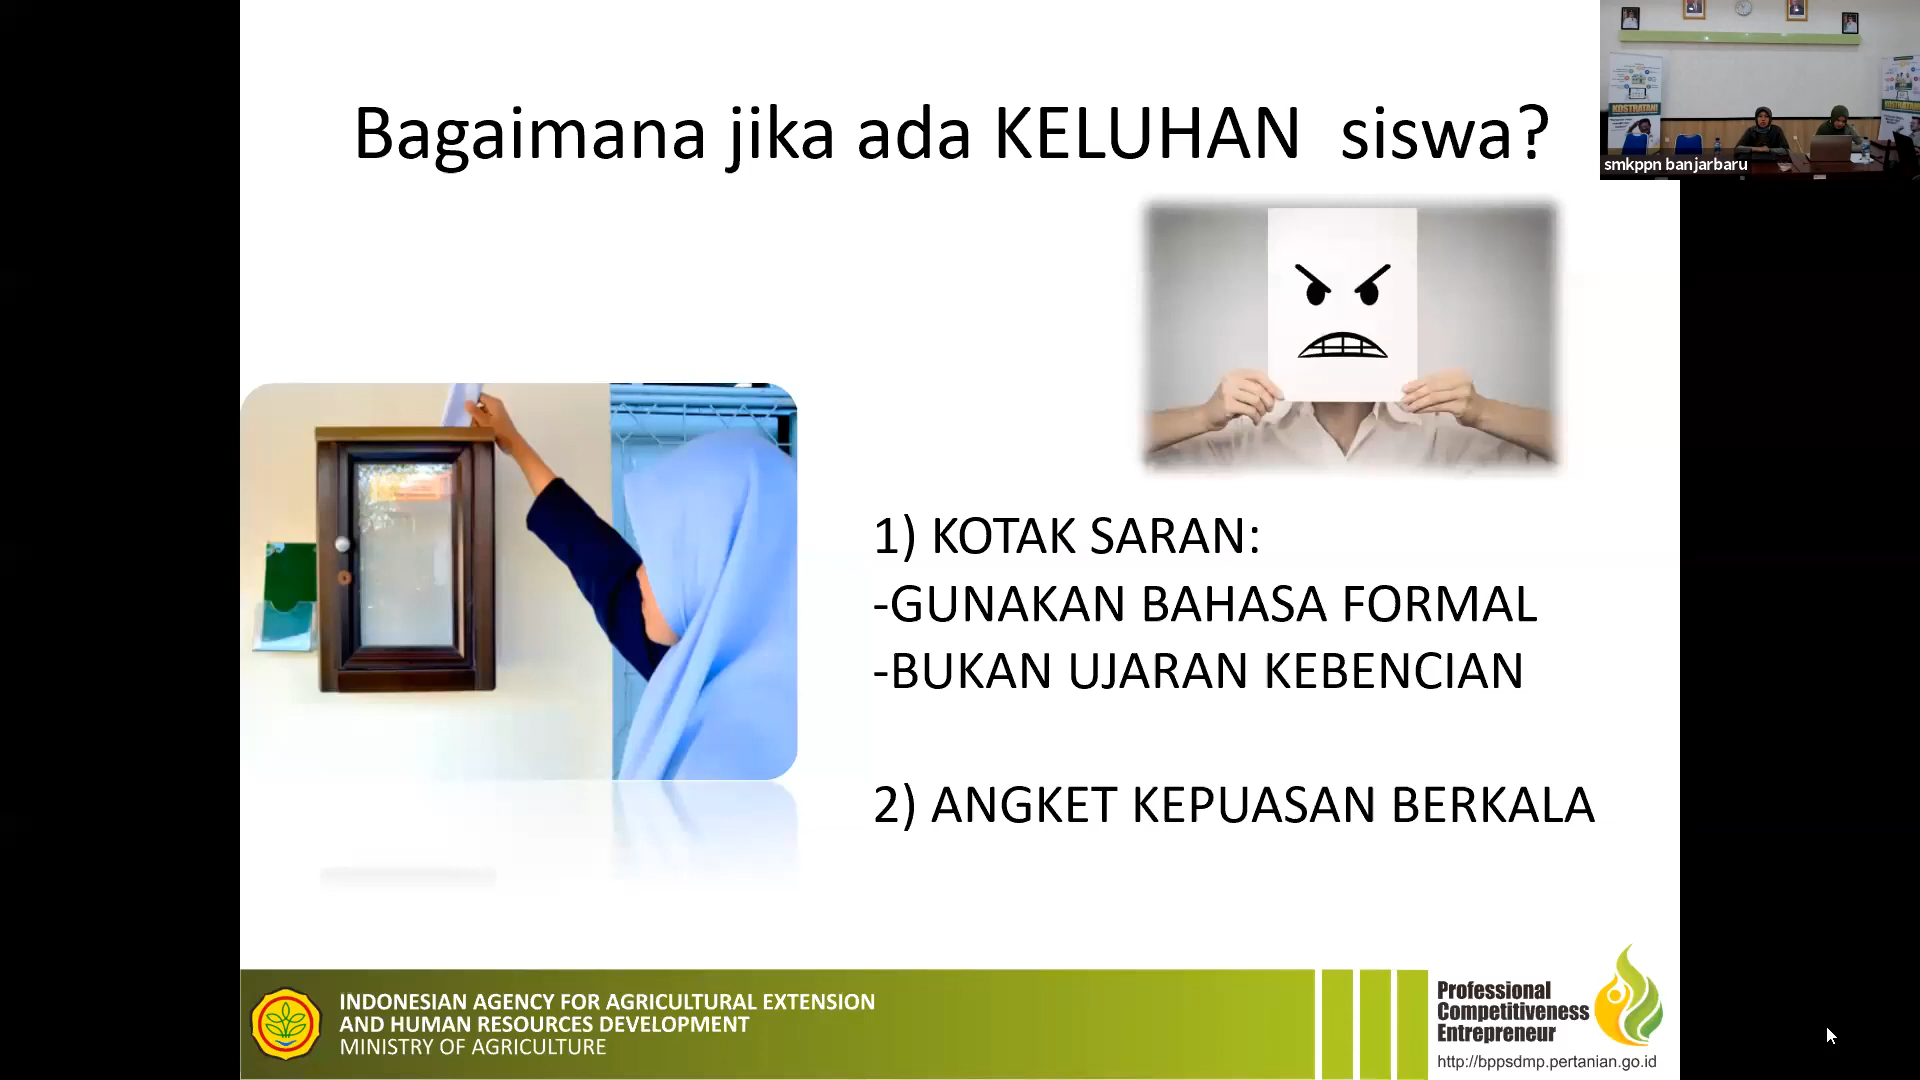 Bagaimana jika ada KELUHAN siswa?
KOSTRATANI
KOSTRATANI
smkppn banjarbaru
1) KOTAK SARAN:
-GUNAKAN BAHASA FORMAL
-BUKAN UJARAN KEBENCIAN
2) ANGKET KEPUASAN BERKALA
INDONESIAN AGENCY FOR AGRICULTURAL EXTENSION
AND HUMAN RESOURCES DEVELOPMENT
MINISTRY OF AGRICULTURE
Professional
Competitiveness
Entrepreneur
http://bppsdmp.pertanian.go.id